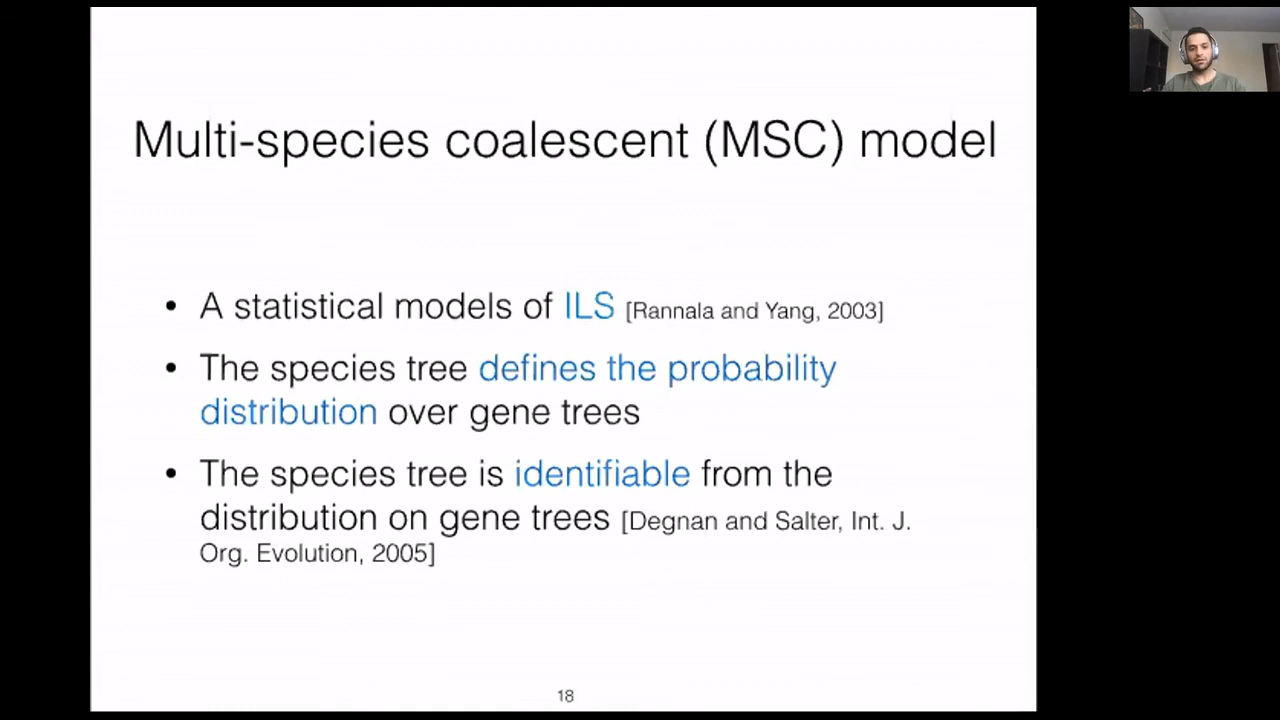 Multi-species coalescent (MSC) model
• A statistical models of ILS [Rannala and Yang, 2003]
• The species tree defines the probability
distribution over gene trees
• The species tree is identifiable from the
distribution on gene trees [Degnan and Salter, Int. J.
Org. Evolution, 2005]
18